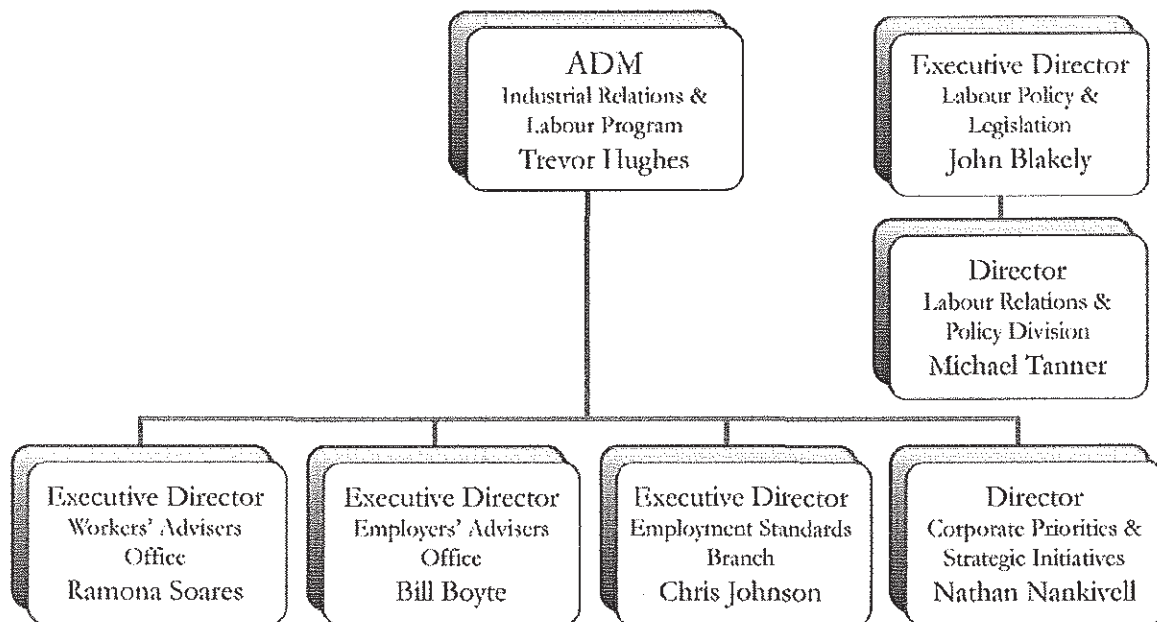 ADM
Industrial Relations &
Labour Program
Trevor Hughes
Executive Director
Labour Policy &
Legislation
John Blakely
Director
Labour Relations &
Policy Division
Michael Tanner
Executive Director
Workers' Advisers
Office
Ramona Soares
Executive Director
Employers' Advisers
Office
Bill Boyte
Executive Director
Employment Standards
Branch
Chris Johnson
Director
Corporate Priorities &
Strategic Initiatives
Nathan Nankivell